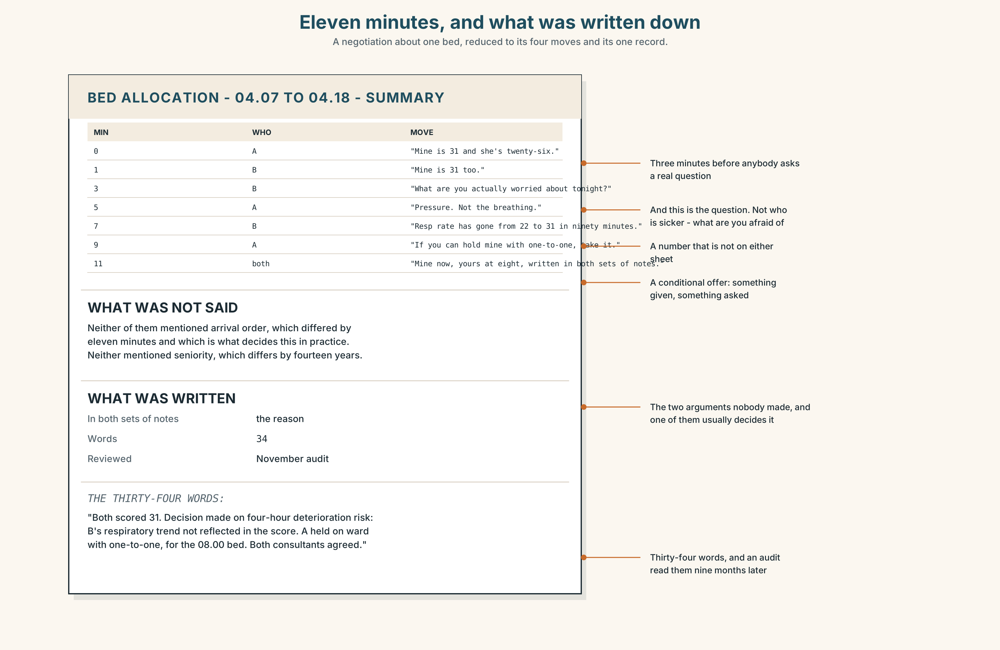 Eleven minutes, and what was written down
A negotiation about one bed, reduced to its four moves and its one record.
BED ALLOCATION - 04.07 TO 04.18 - SUMMARY
MIN WHO MOVE
0 A "Mine is 31 and she's twenty-six."
1 B "Mine is 31 too."
3 B "What are you actually worried about tonight?"
5 A "Pressure. Not the breathing."
7 B "Resp rate has gone from 22 to 31 in ninety minutes."
9 A "If you can hold mine with one-to-one, take it."
11 both "Mine now, yours at eight, written in both sets of notes."
Three minutes before anybody asks
a real question
And this is the question. Not who
is sicker - what are you afraid of
A number that is not on either
sheet
A conditional offer: something
given, something asked
WHAT WAS NOT SAID
Neither of them mentioned arrival order, which differed by
eleven minutes and which is what decides this in practice.
Neither mentioned seniority, which differs by fourteen years.
WHAT WAS WRITTEN
In both sets of notes the reason
Words 34
Reviewed November audit
The two arguments nobody made, and
one of them usually decides it
THE THIRTY-FOUR WORDS:
"Both scored 31. Decision made on four-hour deterioration risk:
B's respiratory trend not reflected in the score. A held on ward
with one-to-one, for the 08.00 bed. Both consultants agreed."
Thirty-four words, and an audit
read them nine months later